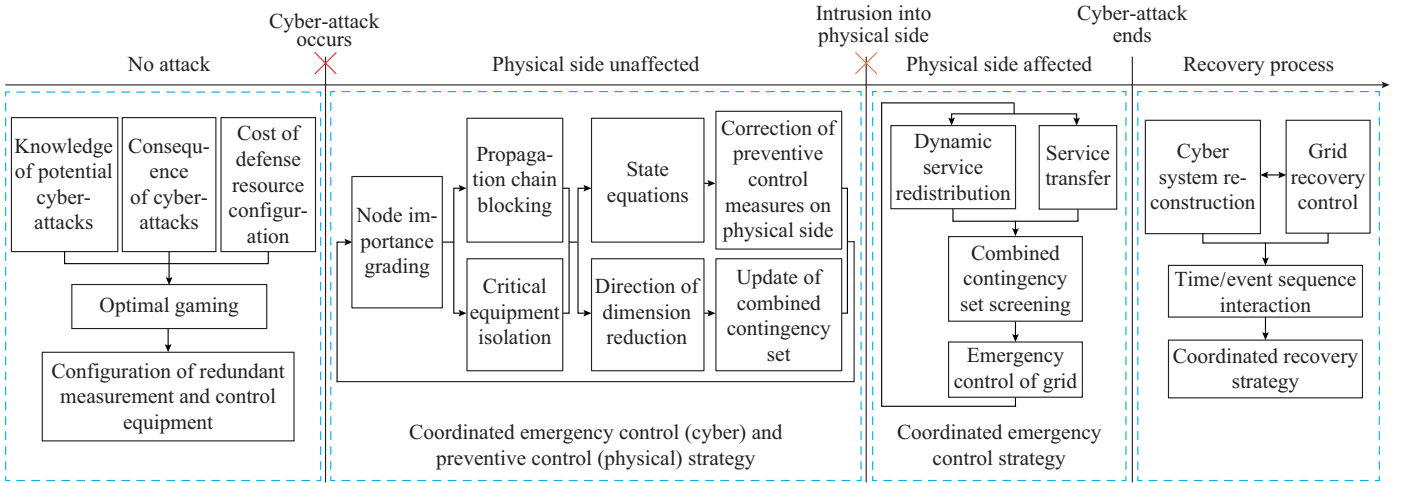 Cyber-attack
occurs
Intrusion into
physical side
Cyber-attack
ends
No attack
Physical side unaffected
Physical side affected
Recovery process
Knowledge
of potential
cyber-
attacks
Consequ-
ence
of cyber-
attacks
Cost of
defense
resource
configur-
ation
Optimal gaming
Configuration of redundant
measurement and control
equipment
Node im-
portance
grading
Propaga-
tion chain
blocking
Critical
equipment
isolation
State
equations
Direction of
dimension
reduction
Correction of
preventive
control
measures on
physical side
Update of
combined
contingency
set
Coordinated emergency control (cyber) and
preventive control (physical) strategy
Dynamic
service
redistribution
Service
transfer
Combined
contingency
set screening
Emergency
control of grid
Coordinated emergency
control strategy
Cyber
system re-
construction
Grid
recovery
control
Time/event sequence
interaction
Coordinated recovery
strategy